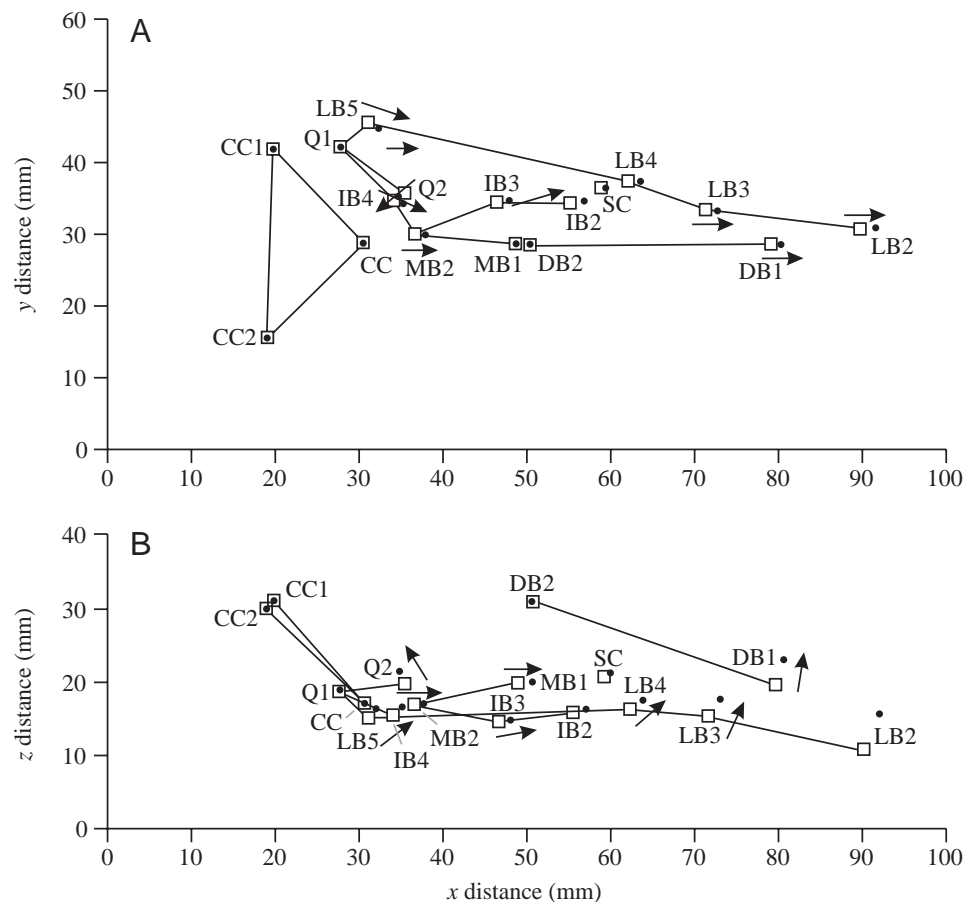 A
60
50
40
30
20
10
0
y distance (mm)
LB5
Q1
CC1
Q2
IB4
IB3
LB4
SC
LB3
IB2
LB2
CC
MB2
MB1
DB2
DB1
CC2
0 10 20 30 40 50 60 70 80 90 100
B
40
30
20
10
0
z distance (mm)
CC1
CC2
DB2
Q2
SC
DB1
Q1
MB1
LB4
CC
IB3
LB5
MB2
IB2
LB3
LB2
IB4
0 10 20 30 40 50 60 70 80 90 100
x distance (mm)